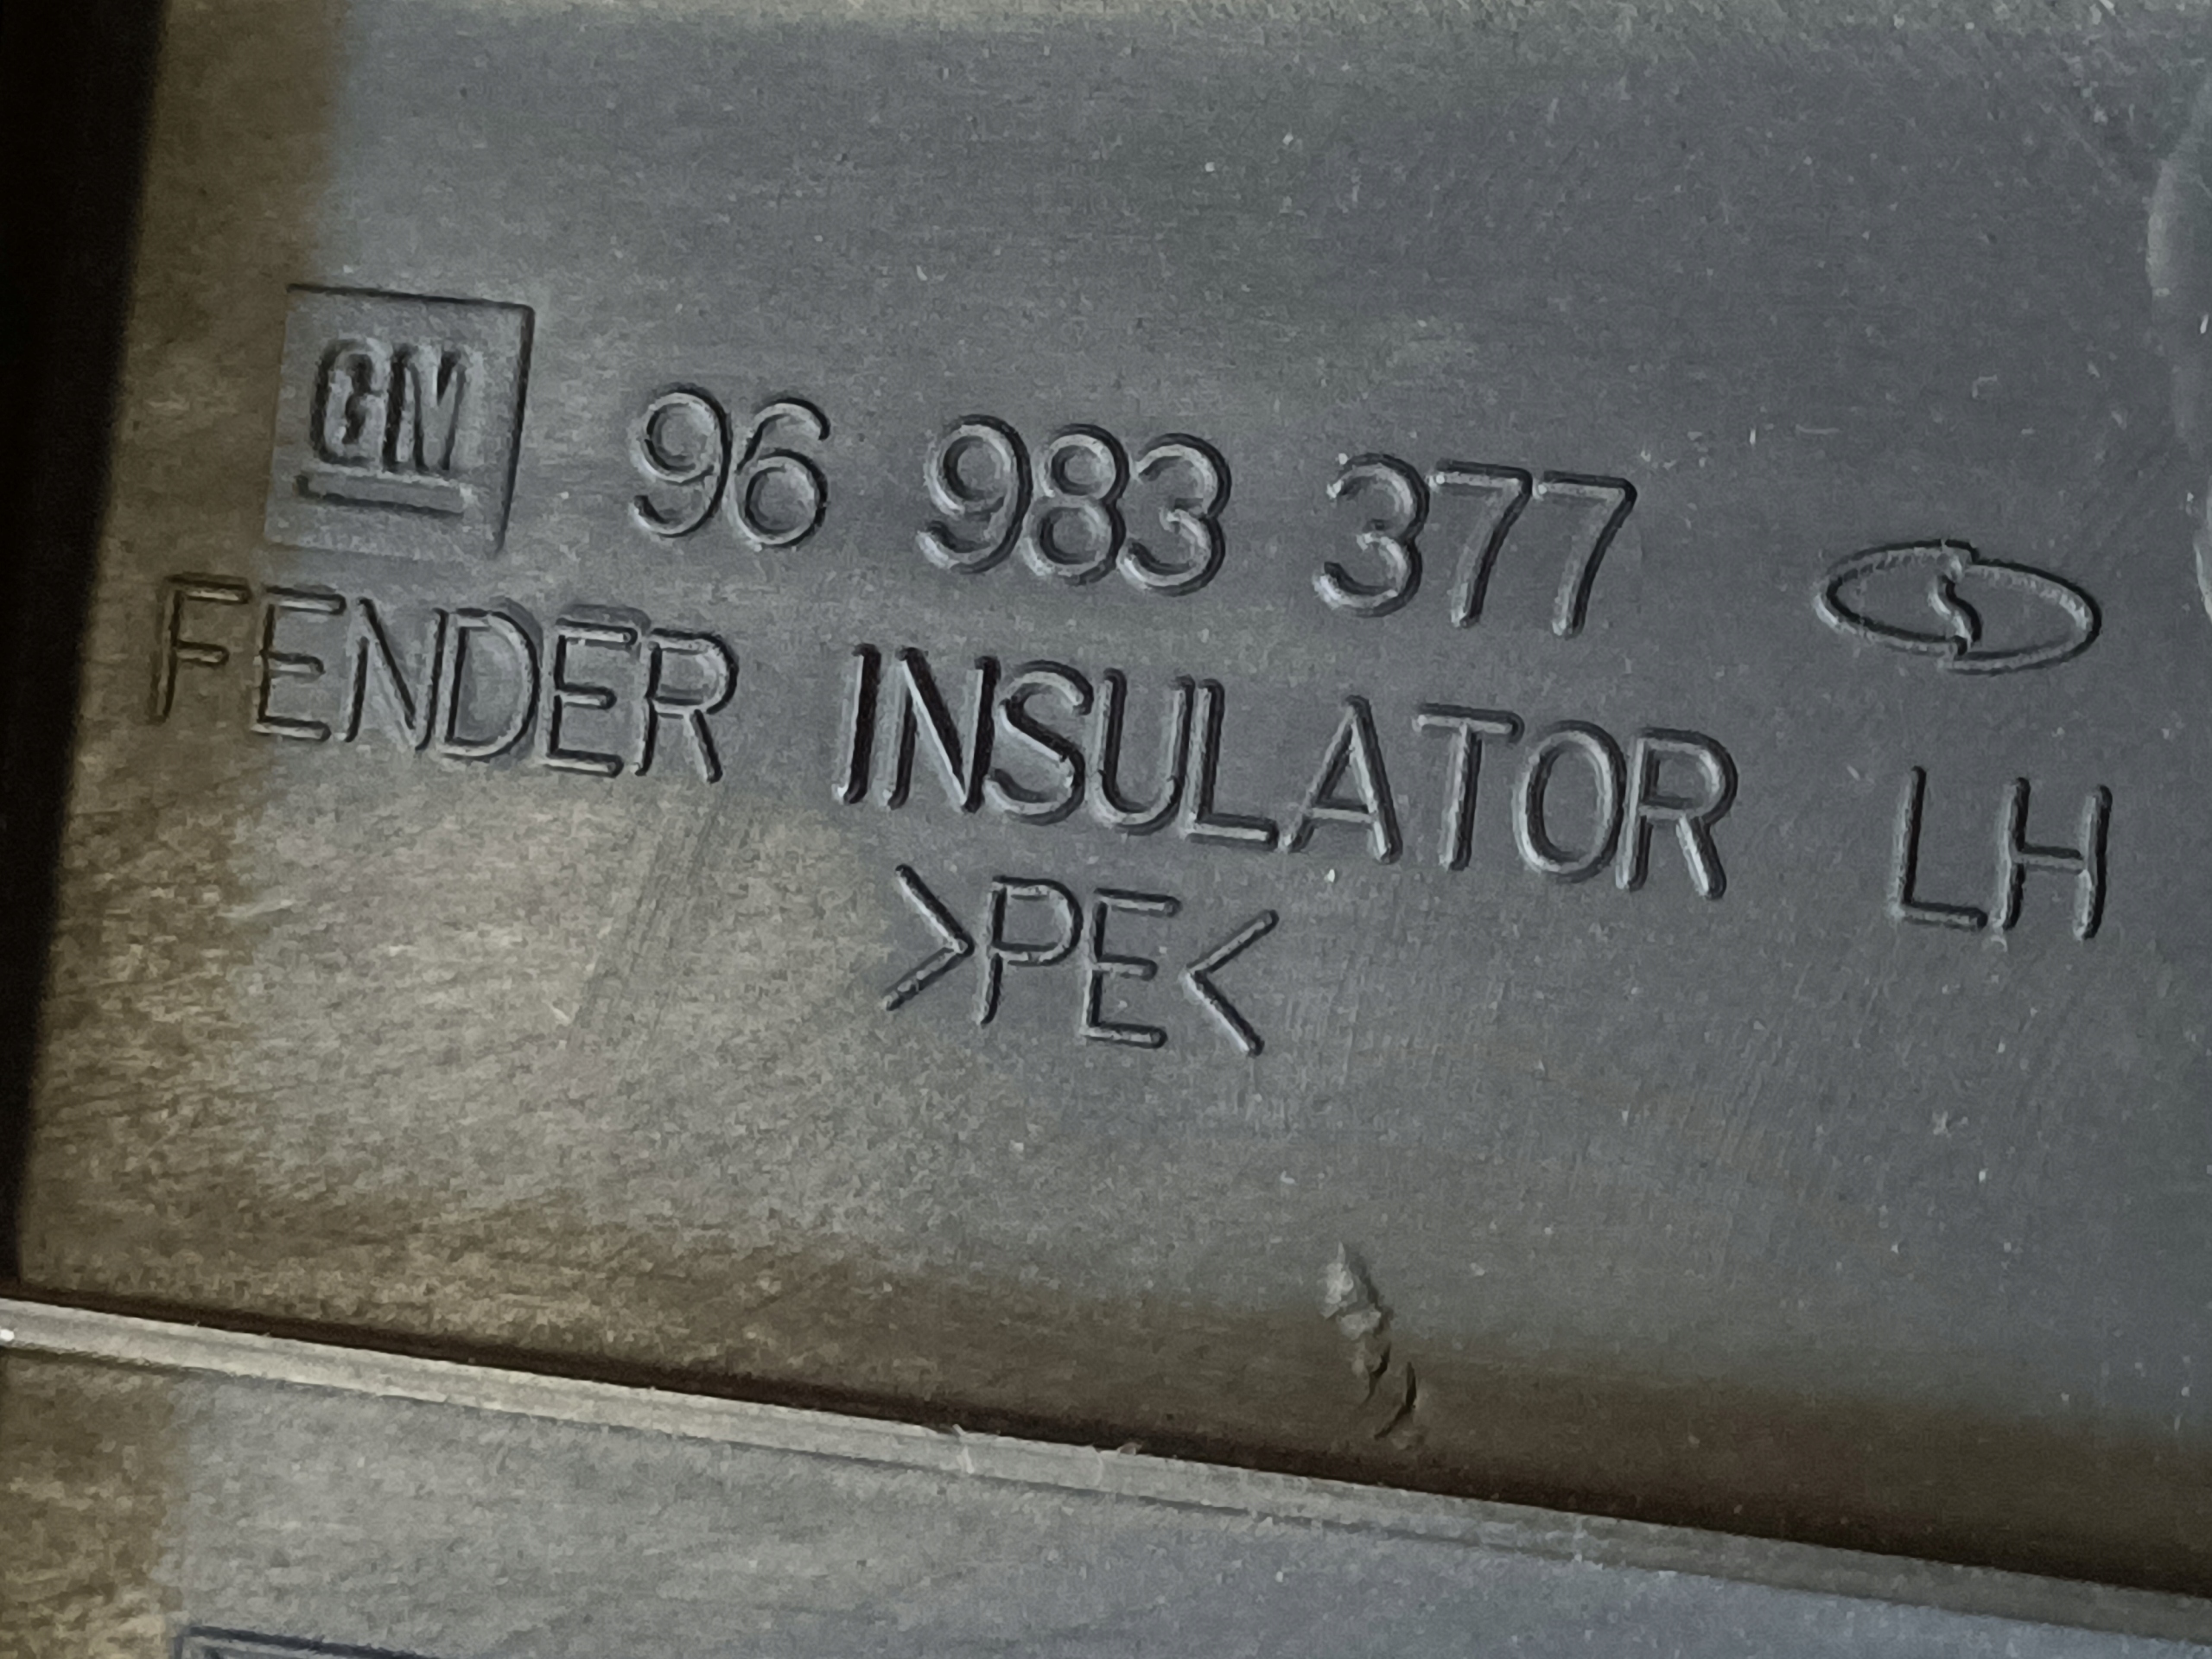 GM 96 983 377
FENDER INSULATOR LH
>PE<